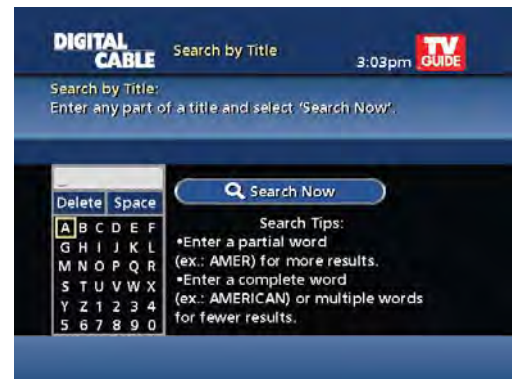 DIGITAL
CABLE
Search by Title
3:03pm
TV
GUIDE
Search by Title:
Enter any part of a title and select 'Search Now'.
_
Delete Space
A B C D E F
G H I J K L
M N O P Q R
S T U V W X
Y Z 1 2 3 4
5 6 7 8 9 0
Search Now
Search Tips:
•Enter a partial word
(ex.: AMER) for more results.
•Enter a complete word
(ex.: AMERICAN) or multiple words
for fewer results.